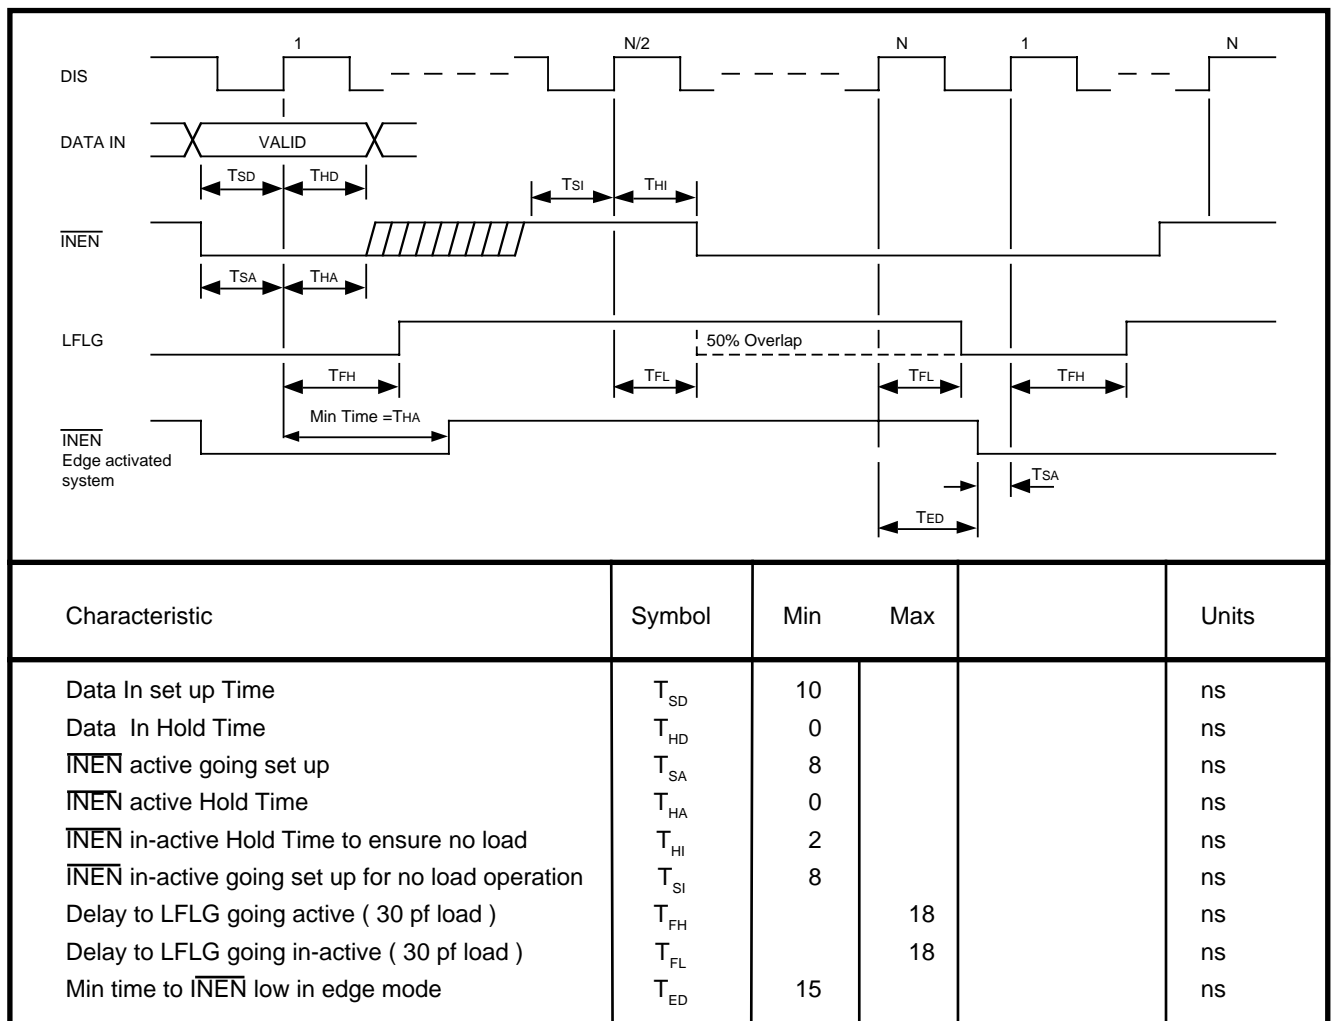 1 N/2 N 1 N
DIS
DATA IN VALID
TSD THD TSI THI
INEN
TSA THA
LFLG 50% Overlap
TFH TFL TFL TFH
Min Time =THA
INEN
Edge activated
system
TSA
TED
Characteristic Symbol Min Max Units
Data In set up Time TSD 10 ns
Data In Hold Time THD 0 ns
INEN active going set up TSA 8 ns
INEN active Hold Time THA 0 ns
INEN in-active Hold Time to ensure no load THI 2 ns
INEN in-active going set up for no load operation TSI 8 ns
Delay to LFLG going active ( 30 pf load ) TFH 18 ns
Delay to LFLG going in-active ( 30 pf load ) TFL 18 ns
Min time to INEN low in edge mode TED 15 ns